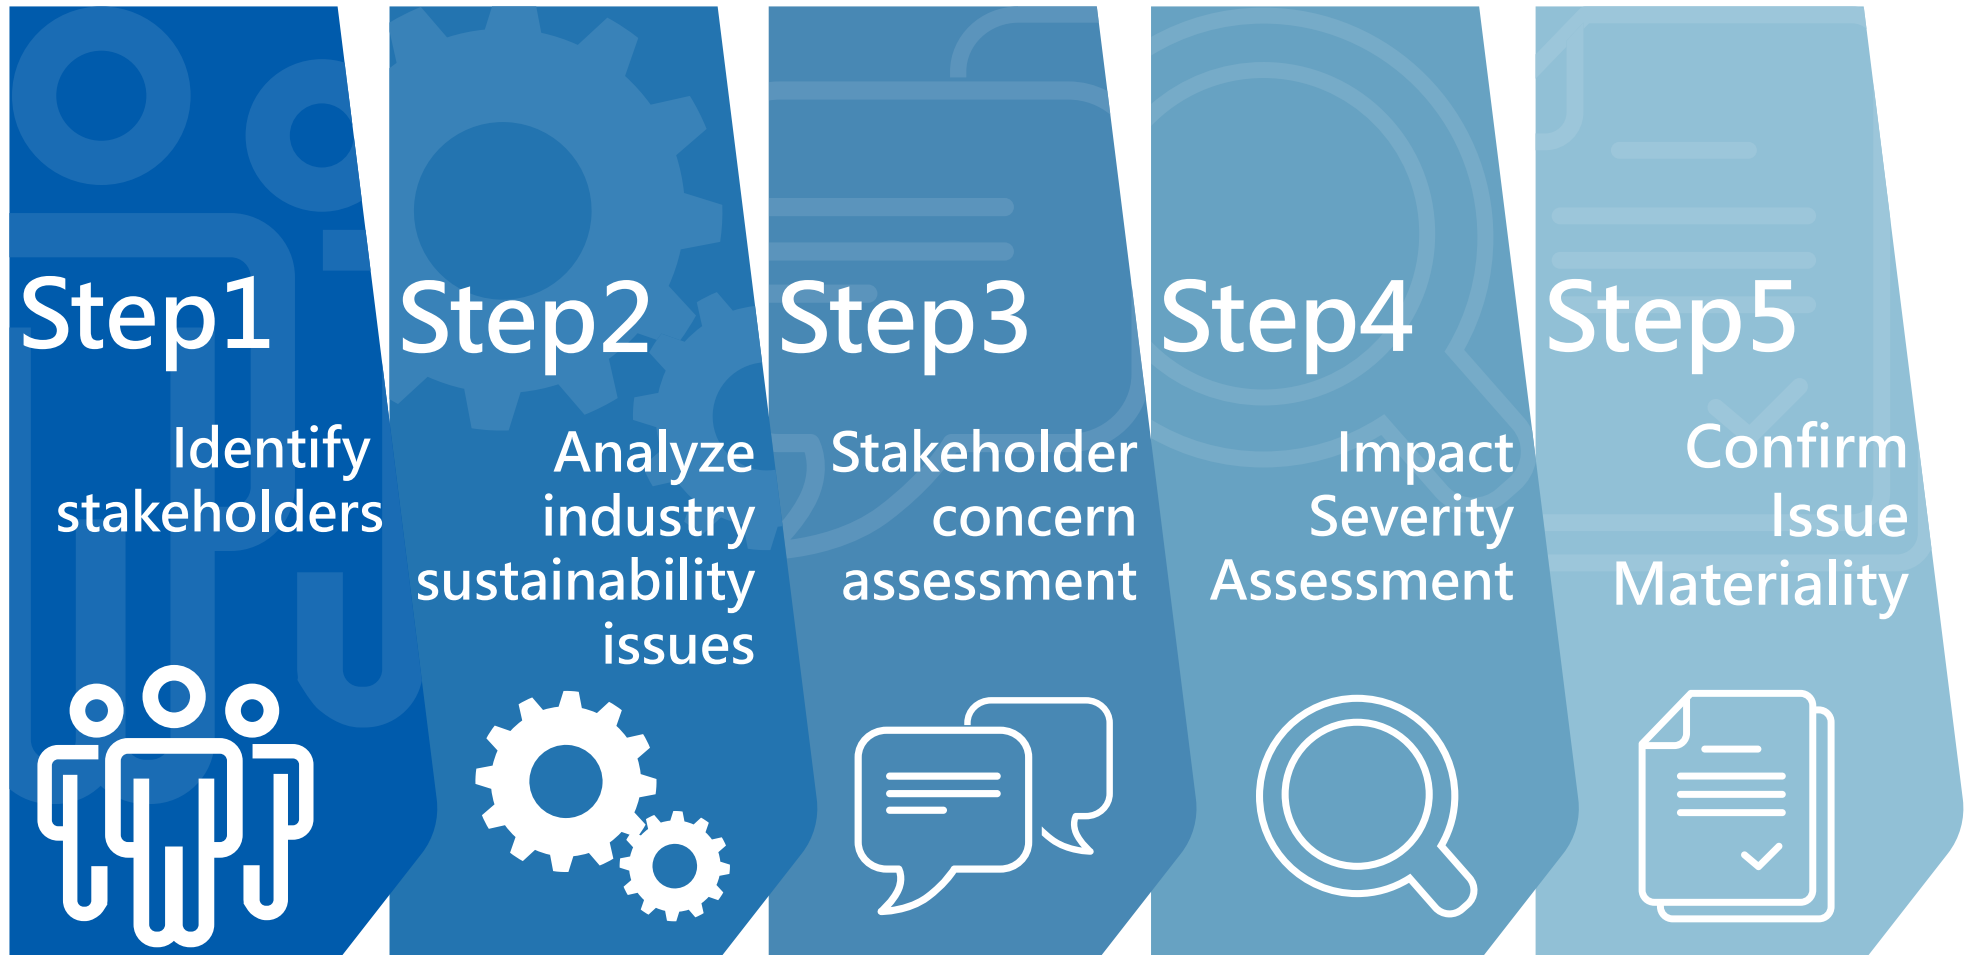 Step1
Identify
stakeholders
Step2
Analyze
industry
sustainability
issues
Step3
Stakeholder
concern
assessment
Step4
Impact
Severity
Assessment
Step5
Confirm
Issue
Materiality